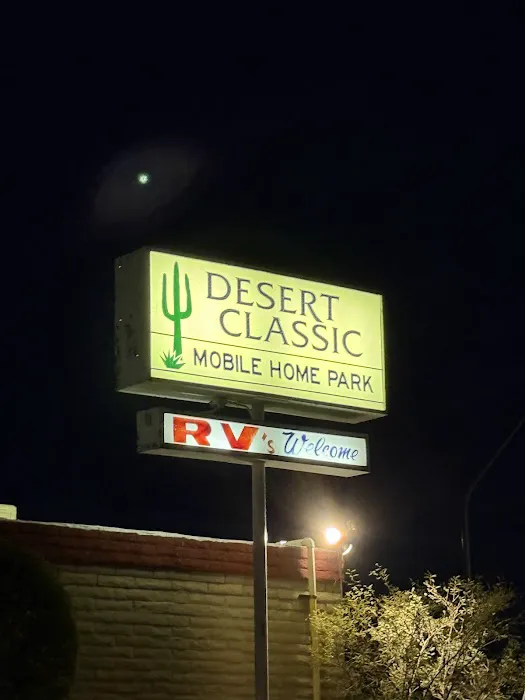 DESERT
CLASSIC
MOBILE HOME PARK
RV's Welcome